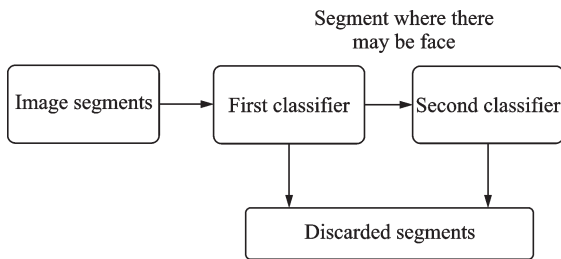 Segment where there
may be face
Image segments
First classifier
Second classifier
Discarded segments